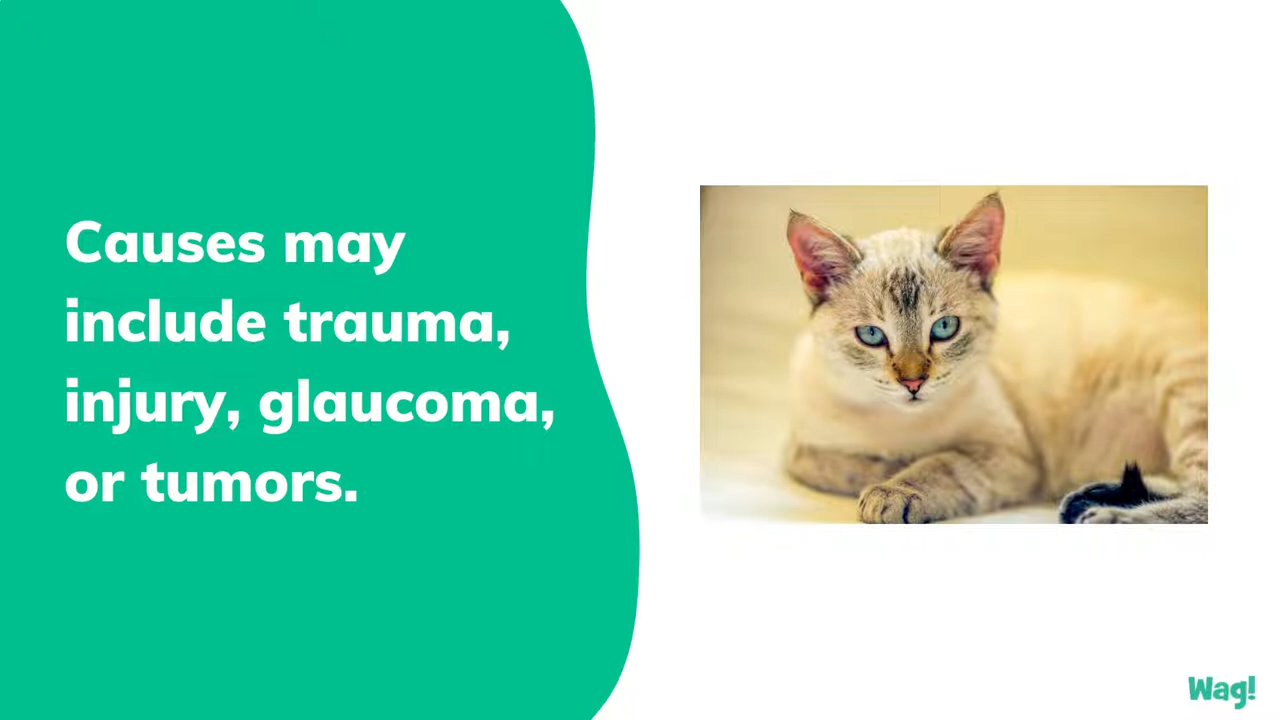 Causes may
include trauma,
injury, glaucoma,
or tumors.
Wag!